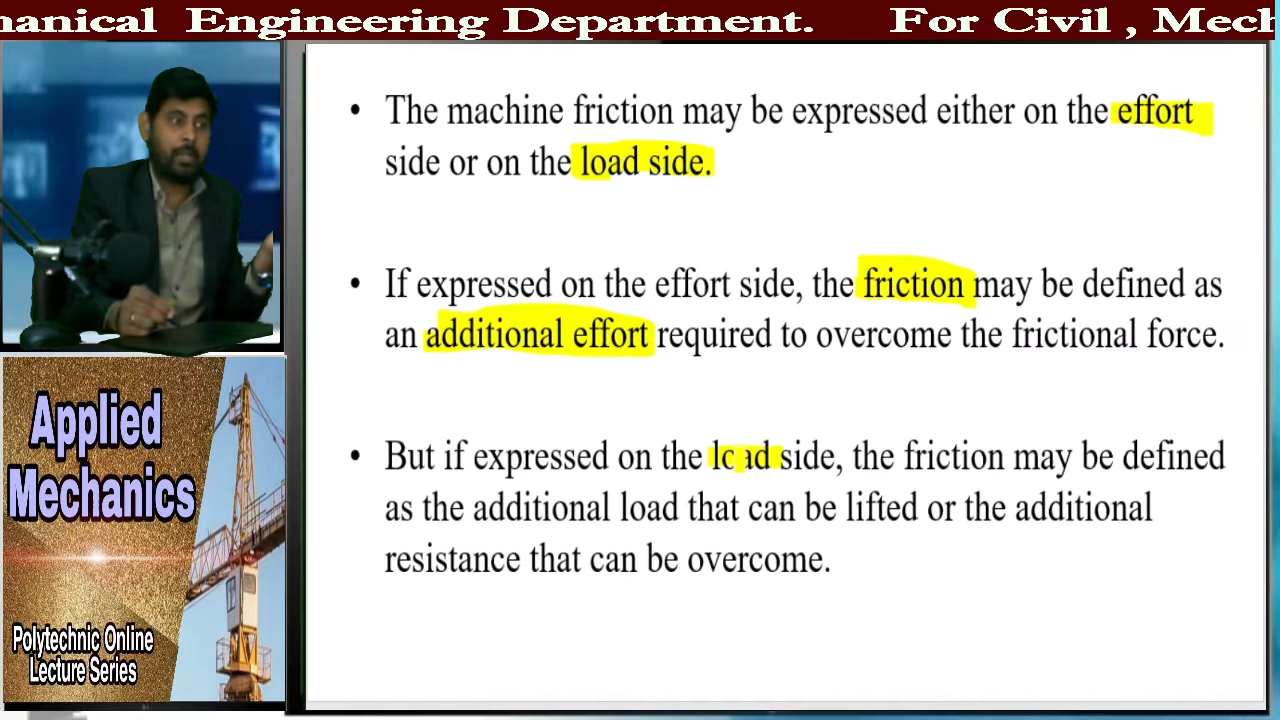 Engineering Department. For Civil ,
• The machine friction may be expressed either on the effort
side or on the load side.
• If expressed on the effort side, the friction may be defined as
an additional effort required to overcome the frictional force.
• But if expressed on the load side, the friction may be defined
as the additional load that can be lifted or the additional
resistance that can be overcome.
Applied
Mechanics
Polytechnic Online
Lecture Series